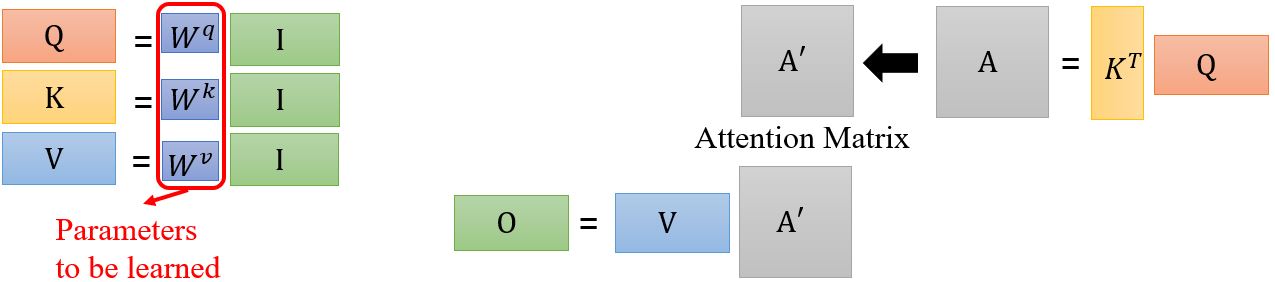 Q = W^q I
K = W^k I
V = W^v I
Parameters
to be learned
A′ A = K^T Q
Attention Matrix
O = V A′